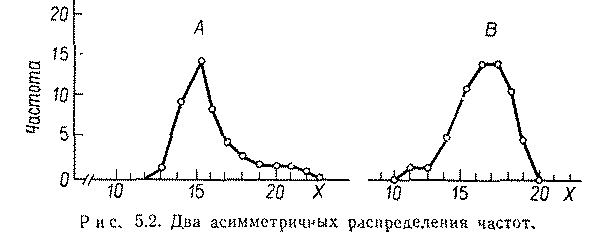 A B
20
15
10
5
0
Частота
10 15 20 X 10 15 20 X
Рис. 5.2. Два асимметричных распределения частот.